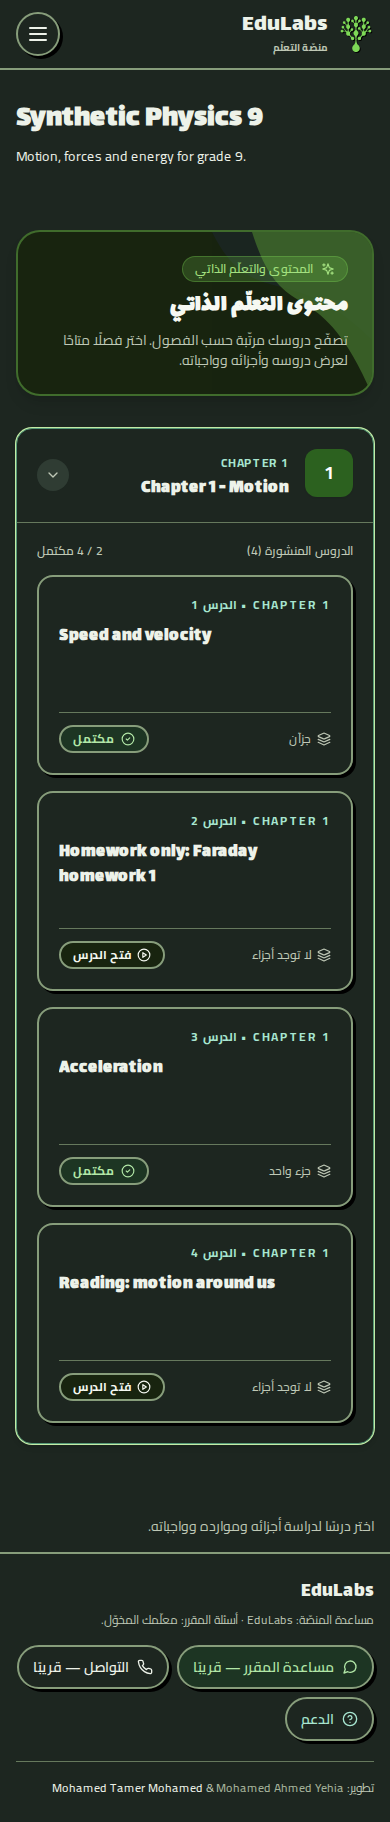 EduLabs
منصّة التعلّم
Synthetic Physics 9
Motion, forces and energy for grade 9.
المحتوى والتعلّم الذاتي
محتوى التعلّم الذاتي
تصفّح دروسك مرتّبة حسب الفصول. اختر فصلًا متاحًا
لعرض دروسه وأجزائه وواجباته.
1
CHAPTER 1
Chapter 1 - Motion
الدروس المنشورة (4)
2 / 4 مكتمل
CHAPTER 1 • الدرس 1
Speed and velocity
جزآن
مكتمل
CHAPTER 1 • الدرس 2
Homework only: Faraday
homework 1
لا توجد أجزاء
فتح الدرس
CHAPTER 1 • الدرس 3
Acceleration
جزء واحد
مكتمل
CHAPTER 1 • الدرس 4
Reading: motion around us
لا توجد أجزاء
فتح الدرس
اختر درسًا لدراسة أجزائه وموارده وواجباته.
EduLabs
مساعدة المنصّة: EduLabs · أسئلة المقرر: معلّمك المخوّل.
مساعدة المقرر — قريبًا
التواصل — قريبًا
الدعم
تطوير: Mohamed Tamer Mohamed & Mohamed Ahmed Yehia